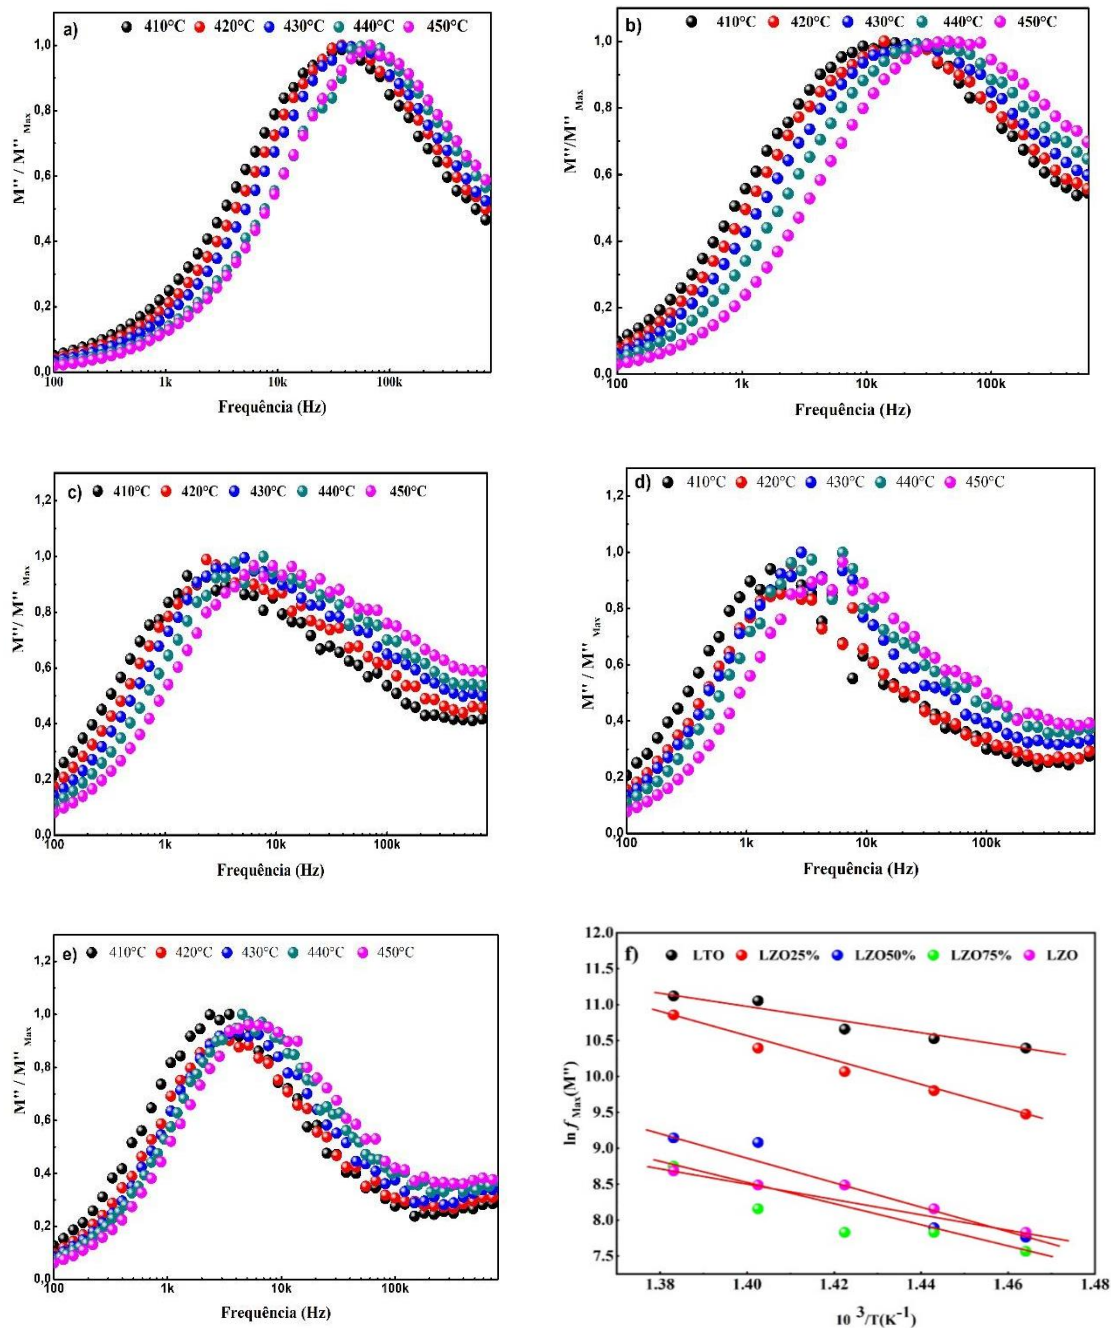 a) 410°C 420°C 430°C 440°C 450°C
1,0
0,8
0,6
0,4
0,2
0,0
M'' / M'' Max
100 1k 10k 100k
Frequência (Hz)
b) 410°C 420°C 430°C 440°C 450°C
1,0
0,8
0,6
0,4
0,2
0,0
M''/M'' Max
100 1k 10k 100k
Frequência (Hz)
c) 410°C 420°C 430°C 440°C 450°C
1,2
1,0
0,8
0,6
0,4
0,2
0,0
M''/ M'' Max
100 1k 10k 100k
Frequência (Hz)
d) 410°C 420°C 430°C 440°C 450°C
1,2
1,0
0,8
0,6
0,4
0,2
0,0
M'' / M'' Max
100 1k 10k 100k
Frequência (Hz)
e) 410°C 420°C 430°C 440°C 450°C
1,2
1,0
0,8
0,6
0,4
0,2
0,0
M'' / M'' Max
100 1k 10k 100k
Frequência (Hz)
f) LTO LZO25% LZO50% LZO75% LZO
12.0
11.5
11.0
10.5
10.0
9.5
9.0
8.5
8.0
7.5
ln f Max(M'')
1.38 1.40 1.42 1.44 1.46 1.48
10 3/T(K-1)